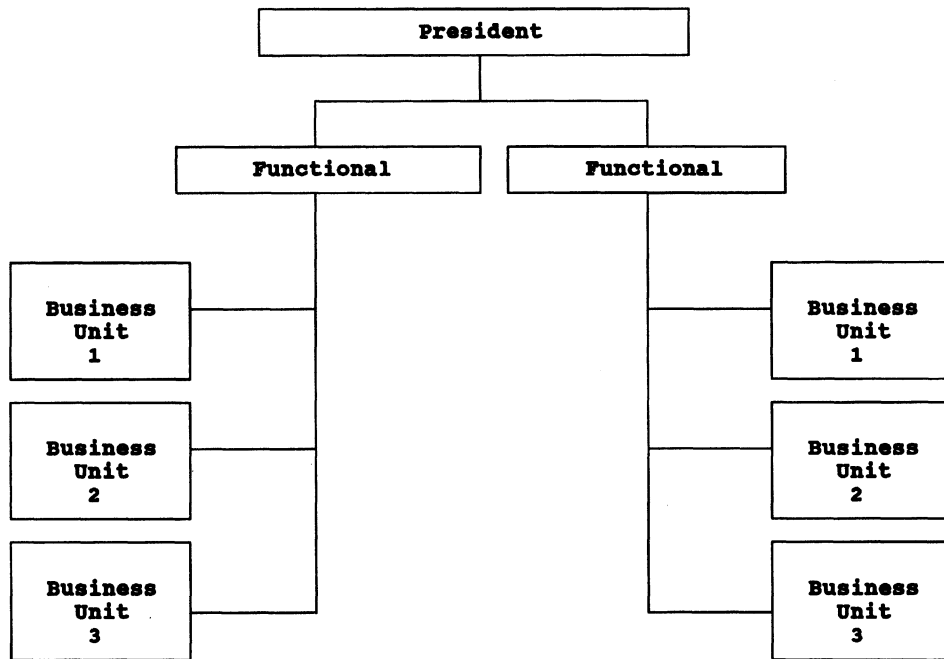 President
Functional
Functional
Business
Unit
1
Business
Unit
1
Business
Unit
2
Business
Unit
2
Business
Unit
3
Business
Unit
3